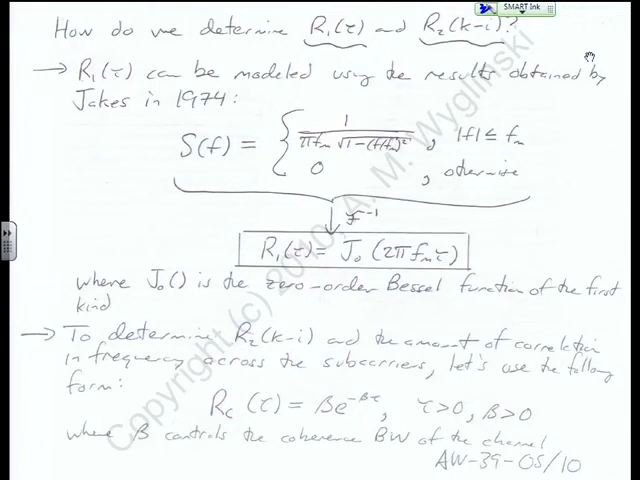 SMART Ink
How do we determine R₁(τ) and R₂(k-i)?
→ R₁(τ) can be modeled using the results obtained by
Jakes in 1974:
S(f) = { 1 / (πfₘ √(1-(f/fₘ)²)) , |f| ≤ fₘ
0 , otherwise
↓ F⁻¹
R₁(τ) = J₀ (2πfₘτ)
where J₀() is the zero-order Bessel function of the first
kind
→ To determine R₂(k-i) and the amount of correlation
in frequency across the subcarriers, let's use the following
form:
R_c (τ) = βe^(-βτ) , τ>0, β>0
where β controls the coherence BW of the channel
AW-39-OS/10
Copyright (c) 2010, A. M. Wyglinski